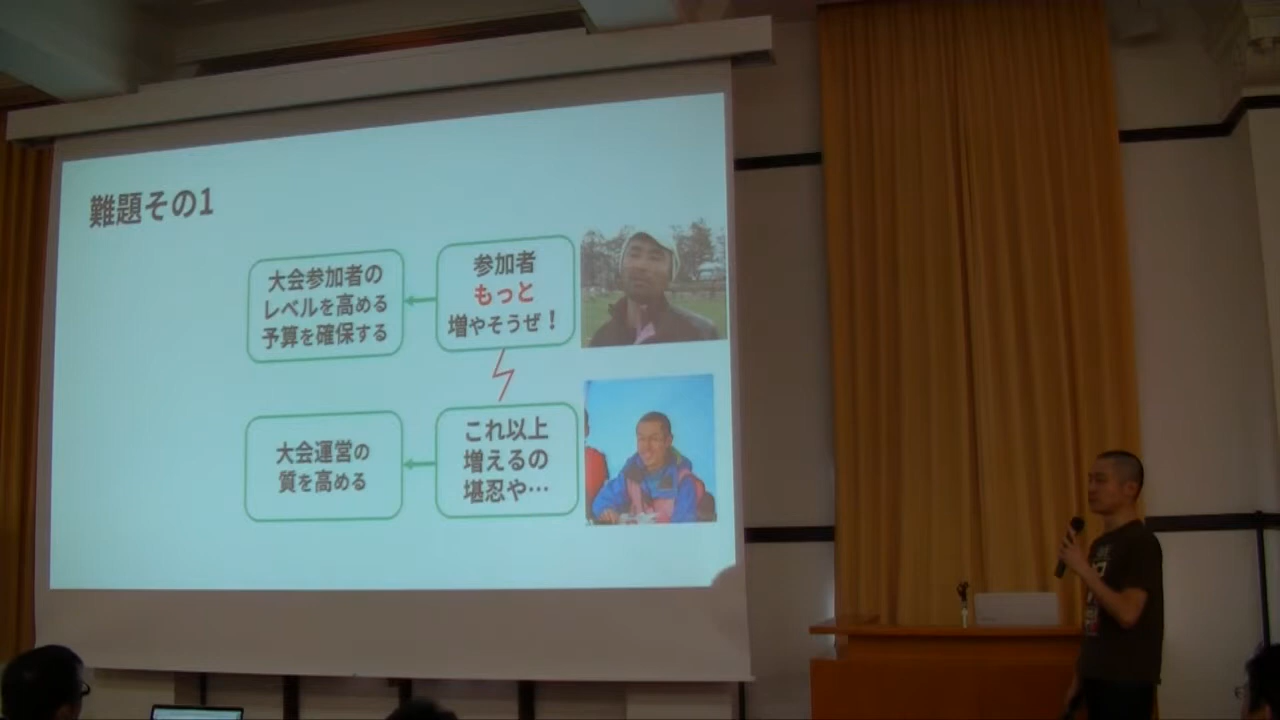 難題その1
大会参加者の
レベルを高める
予算を確保する
参加者
もっと
増やそうぜ！
大会運営の
質を高める
これ以上
増えるの
堪忍や…